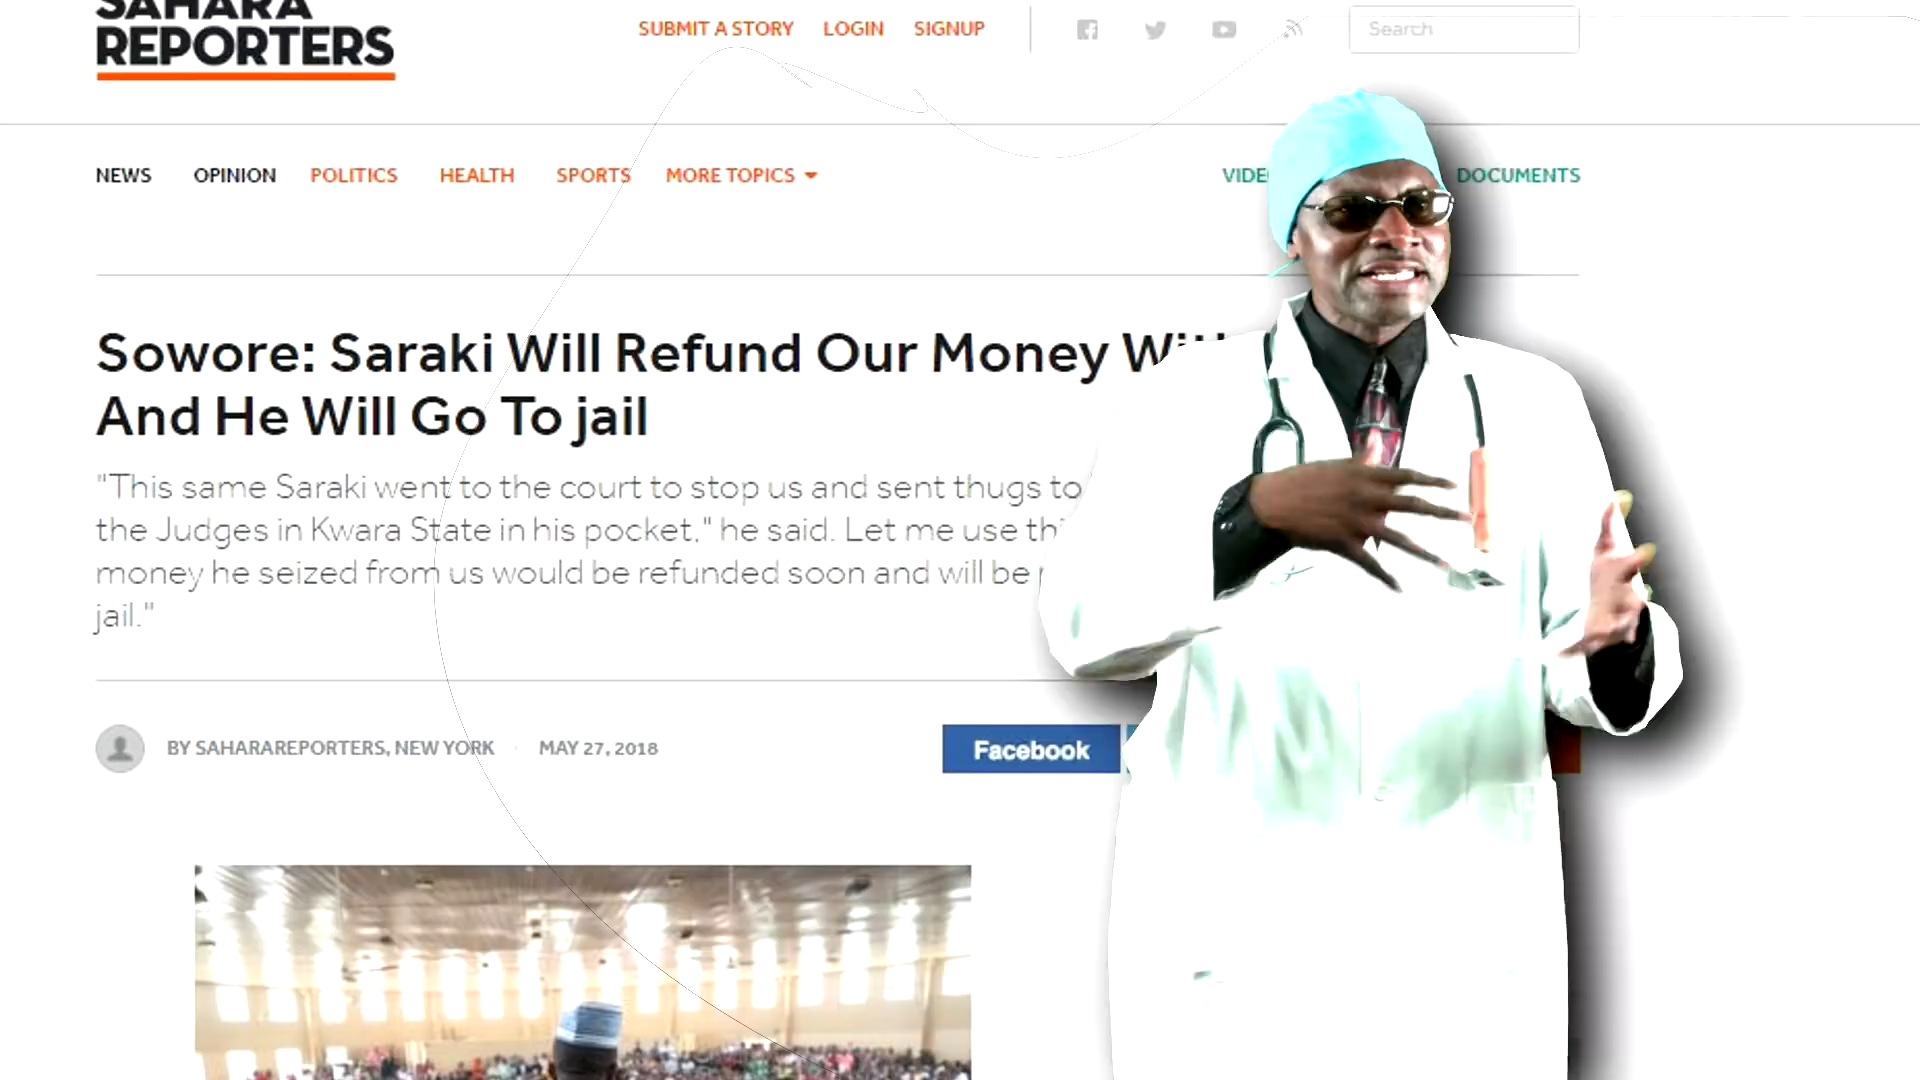 SAHARA
REPORTERS
SUBMIT A STORY LOGIN SIGNUP Search
NEWS OPINION POLITICS HEALTH SPORTS MORE TOPICS DOCUMENTS
Sowore: Saraki Will Refund Our Money
And He Will Go To jail
"This same Saraki went to the court to stop us and sent thugs to
the Judges in Kwara State in his pocket," he said. Let me use
money he seized from us would be refunded soon and will be
jail."
BY SAHARAREPORTERS, NEW YORK · MAY 27, 2018 Facebook